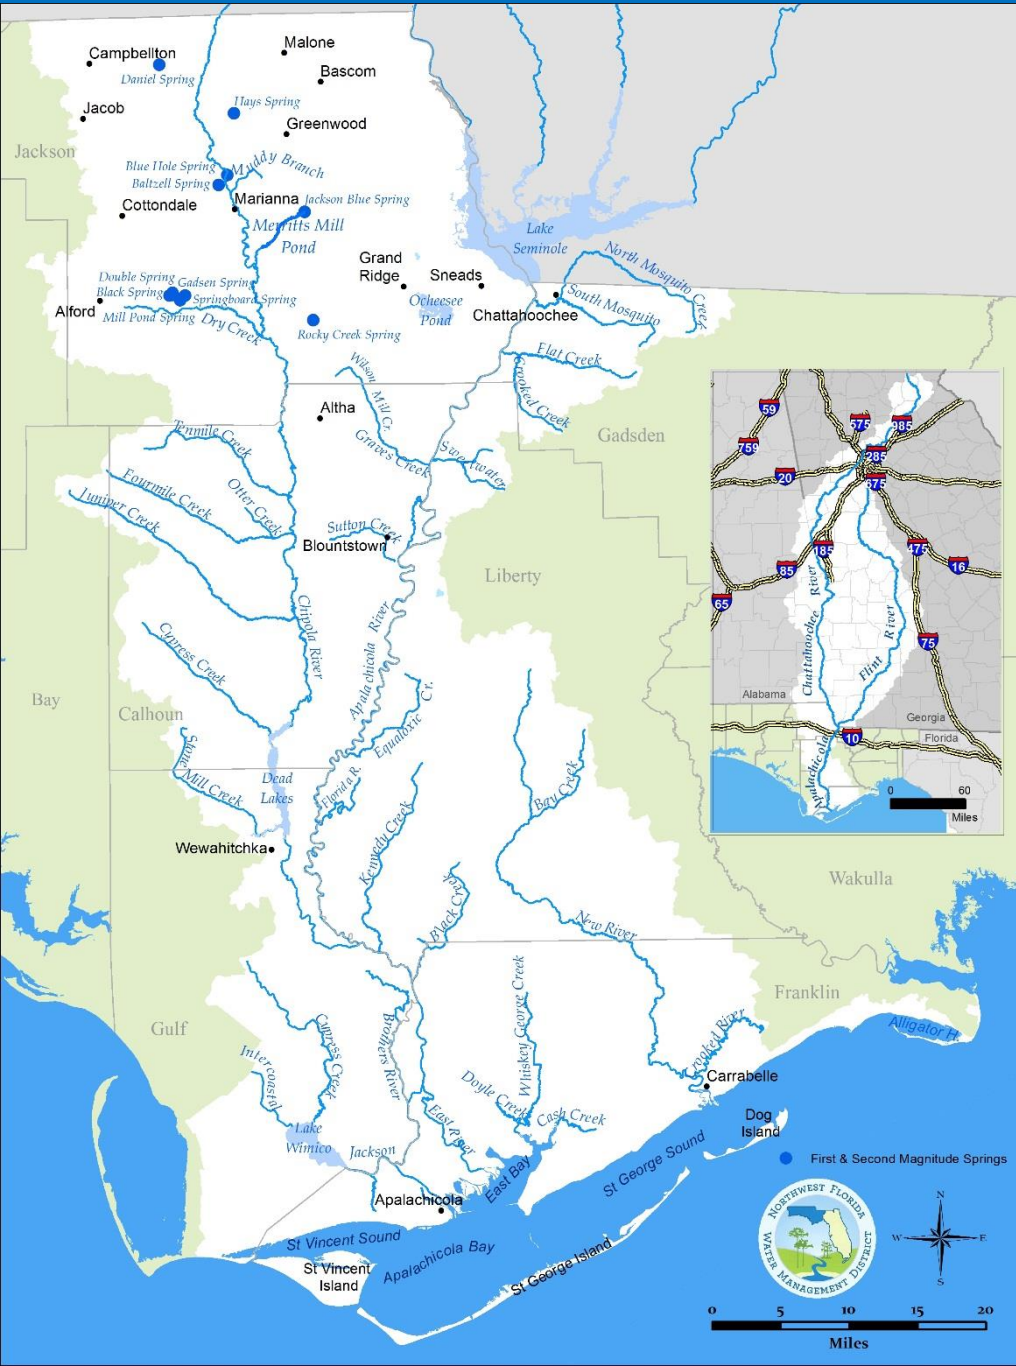 Malone
Campbellton
Daniel Spring
Bascom
Jacob
Hays Spring
Greenwood
Jackson
Blue Hole Spring
Muddy Branch
Baltzell Spring
Marianna
Jackson Blue Spring
Cottondale
Merritts Mill
Pond
Lake
Seminole
North Mosquito Creek
Grand
Ridge
Sneads
Double Spring
Gadsen Spring
Black Spring
Springboard Spring
Alford
Mill Pond Spring
Dry Creek
Ocheesee
Pond
South Mosquito
Chattahoochee
Rocky Creek Spring
Flat Creek
Crooked Creek
Wilson Mill Cr.
Altha
Gadsden
Tenmile Creek
Graves Creek
Sweetwater
Fourmile Creek
Otter Creek
Juniper Creek
Sutton Creek
Blountstown
Liberty
Chipola River
Apalachicola River
Cypress Creek
Bay
Calhoun
Equaloxic Cr.
Stone
Mill Creek
Dead
Lakes
Florida R.
Bay Creek
Kennedy Creek
Wewahitchka
Black Creek
Wakulla
New River
Whiskey George Creek
Franklin
Gulf
Cypress Creek
Brothers River
Crooked River
Alligator H.
Intercoastal
Carrabelle
Doyle Creek
Cash Creek
East River
Dog
Island
Lake
Wimico
Jackson
East Bay
St George Sound
First & Second Magnitude Springs
Apalachicola
St Vincent Sound
Apalachicola Bay
St Vincent
Island
St George Island
NORTHWEST FLORIDA
WATER MANAGEMENT DISTRICT
N
W
E
S
0 5 10 15 20
Miles
59
575
985
759
285
20
675
185
475
85
16
65
75
Chattahoochee River
Flint River
Alabama
Georgia
10
Florida
Apalachicola
0 60
Miles